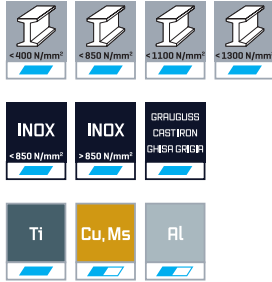 <400 N/mm² <850 N/mm² <1100 N/mm² <1300 N/mm²
INOX INOX GRAUGUSS
CAST IRON
GHISA GRIGIA
<850 N/mm² >850 N/mm²
Ti Cu, Ms Al